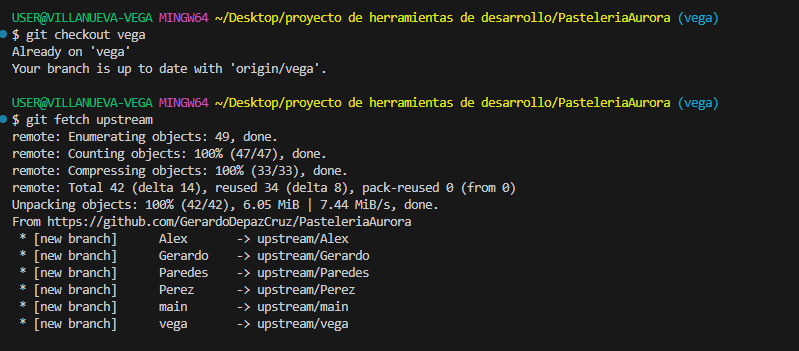 USER@VILLANUEVA-VEGA MINGW64 ~/Desktop/proyecto de herramientas de desarrollo/PasteleriaAurora (vega)
$ git checkout vega
Already on 'vega'
Your branch is up to date with 'origin/vega'.
USER@VILLANUEVA-VEGA MINGW64 ~/Desktop/proyecto de herramientas de desarrollo/PasteleriaAurora (vega)
$ git fetch upstream
remote: Enumerating objects: 49, done.
remote: Counting objects: 100% (47/47), done.
remote: Compressing objects: 100% (33/33), done.
remote: Total 42 (delta 14), reused 34 (delta 8), pack-reused 0 (from 0)
Unpacking objects: 100% (42/42), 6.05 MiB | 7.44 MiB/s, done.
From https://github.com/GerardoDepazCruz/PasteleriaAurora
 * [new branch]      Alex       -> upstream/Alex
 * [new branch]      Gerardo    -> upstream/Gerardo
 * [new branch]      Paredes    -> upstream/Paredes
 * [new branch]      Perez      -> upstream/Perez
 * [new branch]      main       -> upstream/main
 * [new branch]      vega       -> upstream/vega